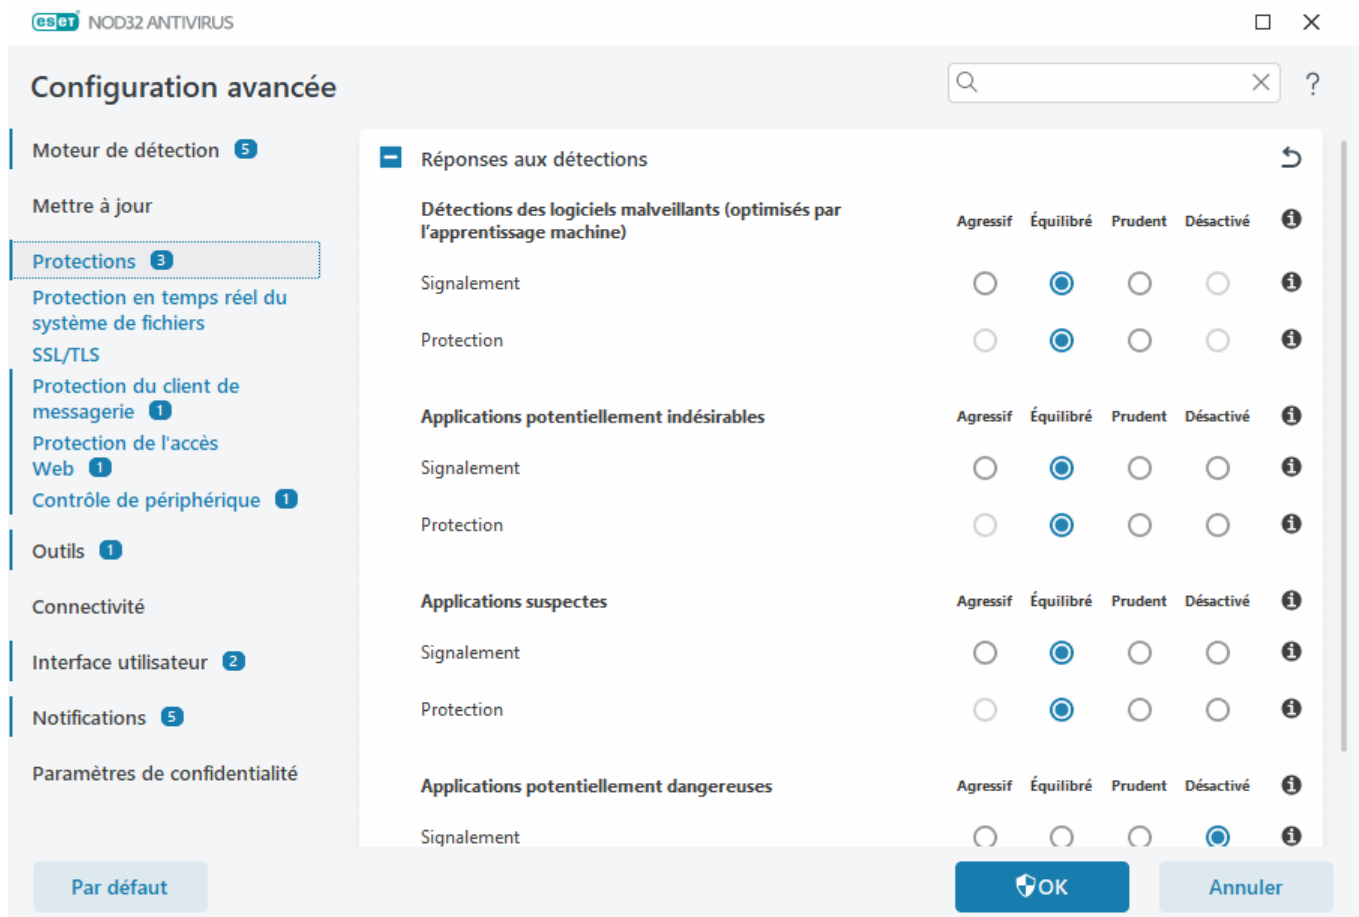 eset NOD32 ANTIVIRUS
Configuration avancée
?
Moteur de détection 5
Mettre à jour
Protections 3
Protection en temps réel du
système de fichiers
SSL/TLS
Protection du client de
messagerie 1
Protection de l'accès
Web 1
Contrôle de périphérique 1
Outils 1
Connectivité
Interface utilisateur 2
Notifications 5
Paramètres de confidentialité
Réponses aux détections
Détections des logiciels malveillants (optimisés par
l'apprentissage machine)
Agressif Équilibré Prudent Désactivé
Signalement
Protection
Applications potentiellement indésirables Agressif Équilibré Prudent Désactivé
Signalement
Protection
Applications suspectes Agressif Équilibré Prudent Désactivé
Signalement
Protection
Applications potentiellement dangereuses Agressif Équilibré Prudent Désactivé
Signalement
Par défaut
OK
Annuler